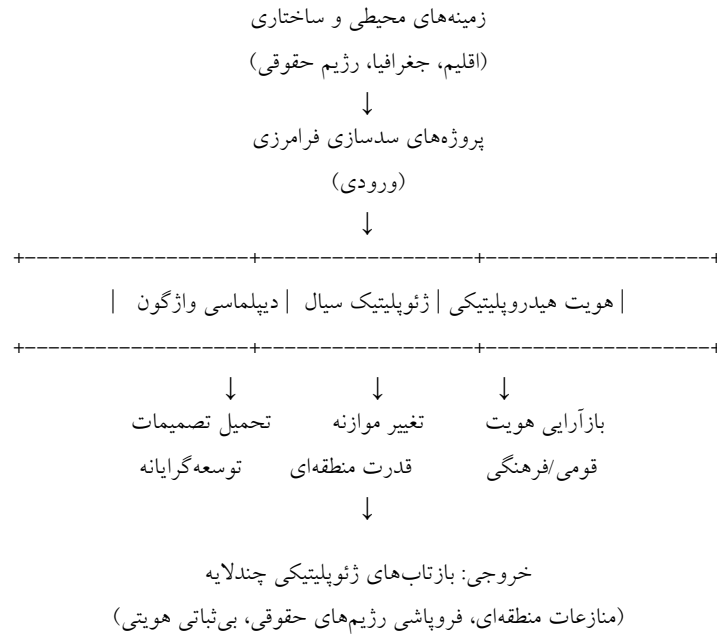 زمینه‌های محیطی و ساختاری
(اقلیم، جغرافیا، رژیم حقوقی)
↓
پروژه‌های سدسازی فرامرزی
(ورودی)
↓
+-------------------+------------------+-------------------+
| هویت هیدروپلیتیکی | ژئوپلیتیک سیال | دیپلماسی واژگون |
+-------------------+------------------+-------------------+
↓ ↓ ↓
بازآرایی هویت تغییر موازنه تحمیل تصمیمات
قومی/فرهنگی قدرت منطقه‌ای توسعه‌گرایانه
↓
خروجی: بازتاب‌های ژئوپلیتیکی چندلایه
(منازعات منطقه‌ای، فروپاشی رژیم‌های حقوقی، بی‌ثباتی هویتی)